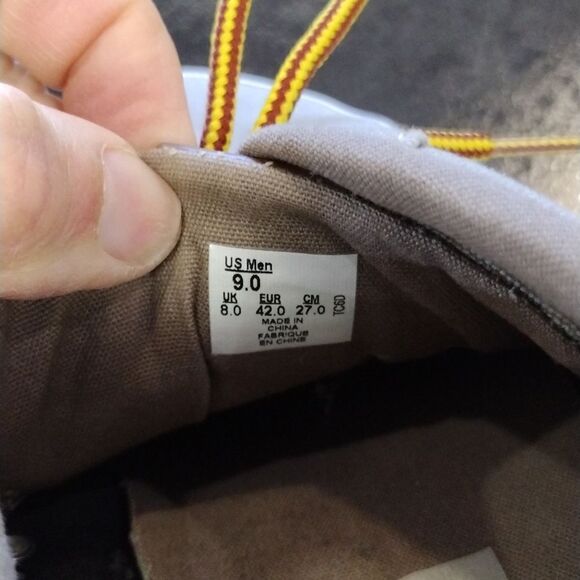 US Men
9.0
UK EUR CM
8.0 42.0 27.0
MADE IN
CHINA
FABRIQUE
EN CHINE
TC6D